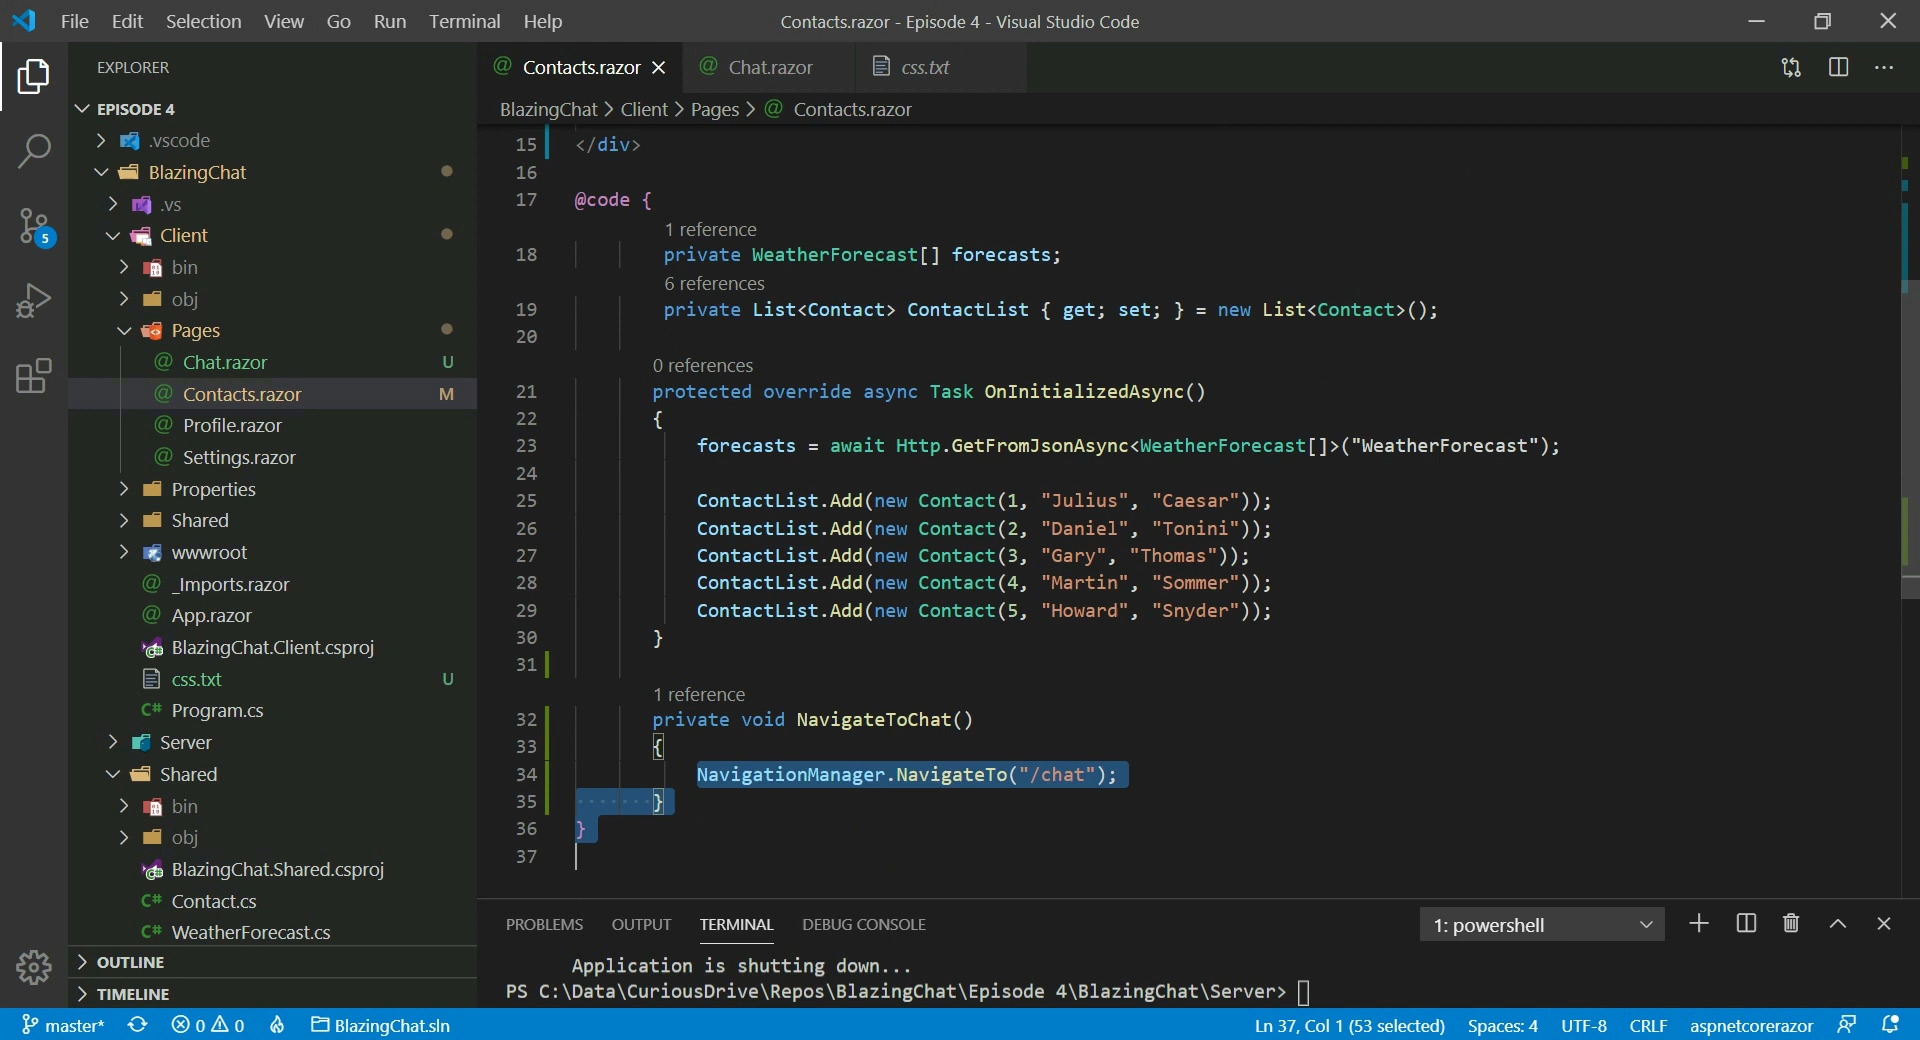 File Edit Selection View Go Run Terminal Help
Contacts.razor - Episode 4 - Visual Studio Code
EXPLORER
EPISODE 4
.vscode
BlazingChat
.vs
Client
bin
obj
Pages
Chat.razor U
Contacts.razor M
Profile.razor
Settings.razor
Properties
Shared
wwwroot
_Imports.razor
App.razor
BlazingChat.Client.csproj
css.txt U
C# Program.cs
Server
Shared
bin
obj
BlazingChat.Shared.csproj
C# Contact.cs
C# WeatherForecast.cs
OUTLINE
TIMELINE
5
@ Contacts.razor @ Chat.razor css.txt
BlazingChat > Client > Pages > @ Contacts.razor
15 </div>
16
17 @code {
1 reference
18 private WeatherForecast[] forecasts;
6 references
19 private List<Contact> ContactList { get; set; } = new List<Contact>();
20
0 references
21 protected override async Task OnInitializedAsync()
22 {
23 forecasts = await Http.GetFromJsonAsync<WeatherForecast[]>("WeatherForecast");
24
25 ContactList.Add(new Contact(1, "Julius", "Caesar"));
26 ContactList.Add(new Contact(2, "Daniel", "Tonini"));
27 ContactList.Add(new Contact(3, "Gary", "Thomas"));
28 ContactList.Add(new Contact(4, "Martin", "Sommer"));
29 ContactList.Add(new Contact(5, "Howard", "Snyder"));
30 }
31
1 reference
32 private void NavigateToChat()
33 {
34 NavigationManager.NavigateTo("/chat");
35 }
36 }
37
PROBLEMS OUTPUT TERMINAL DEBUG CONSOLE
1: powershell
Application is shutting down...
PS C:\Data\CuriousDrive\Repos\BlazingChat\Episode 4\BlazingChat\Server>
master* 0 0 BlazingChat.sln
Ln 37, Col 1 (53 selected) Spaces: 4 UTF-8 CRLF aspnetcorerazor